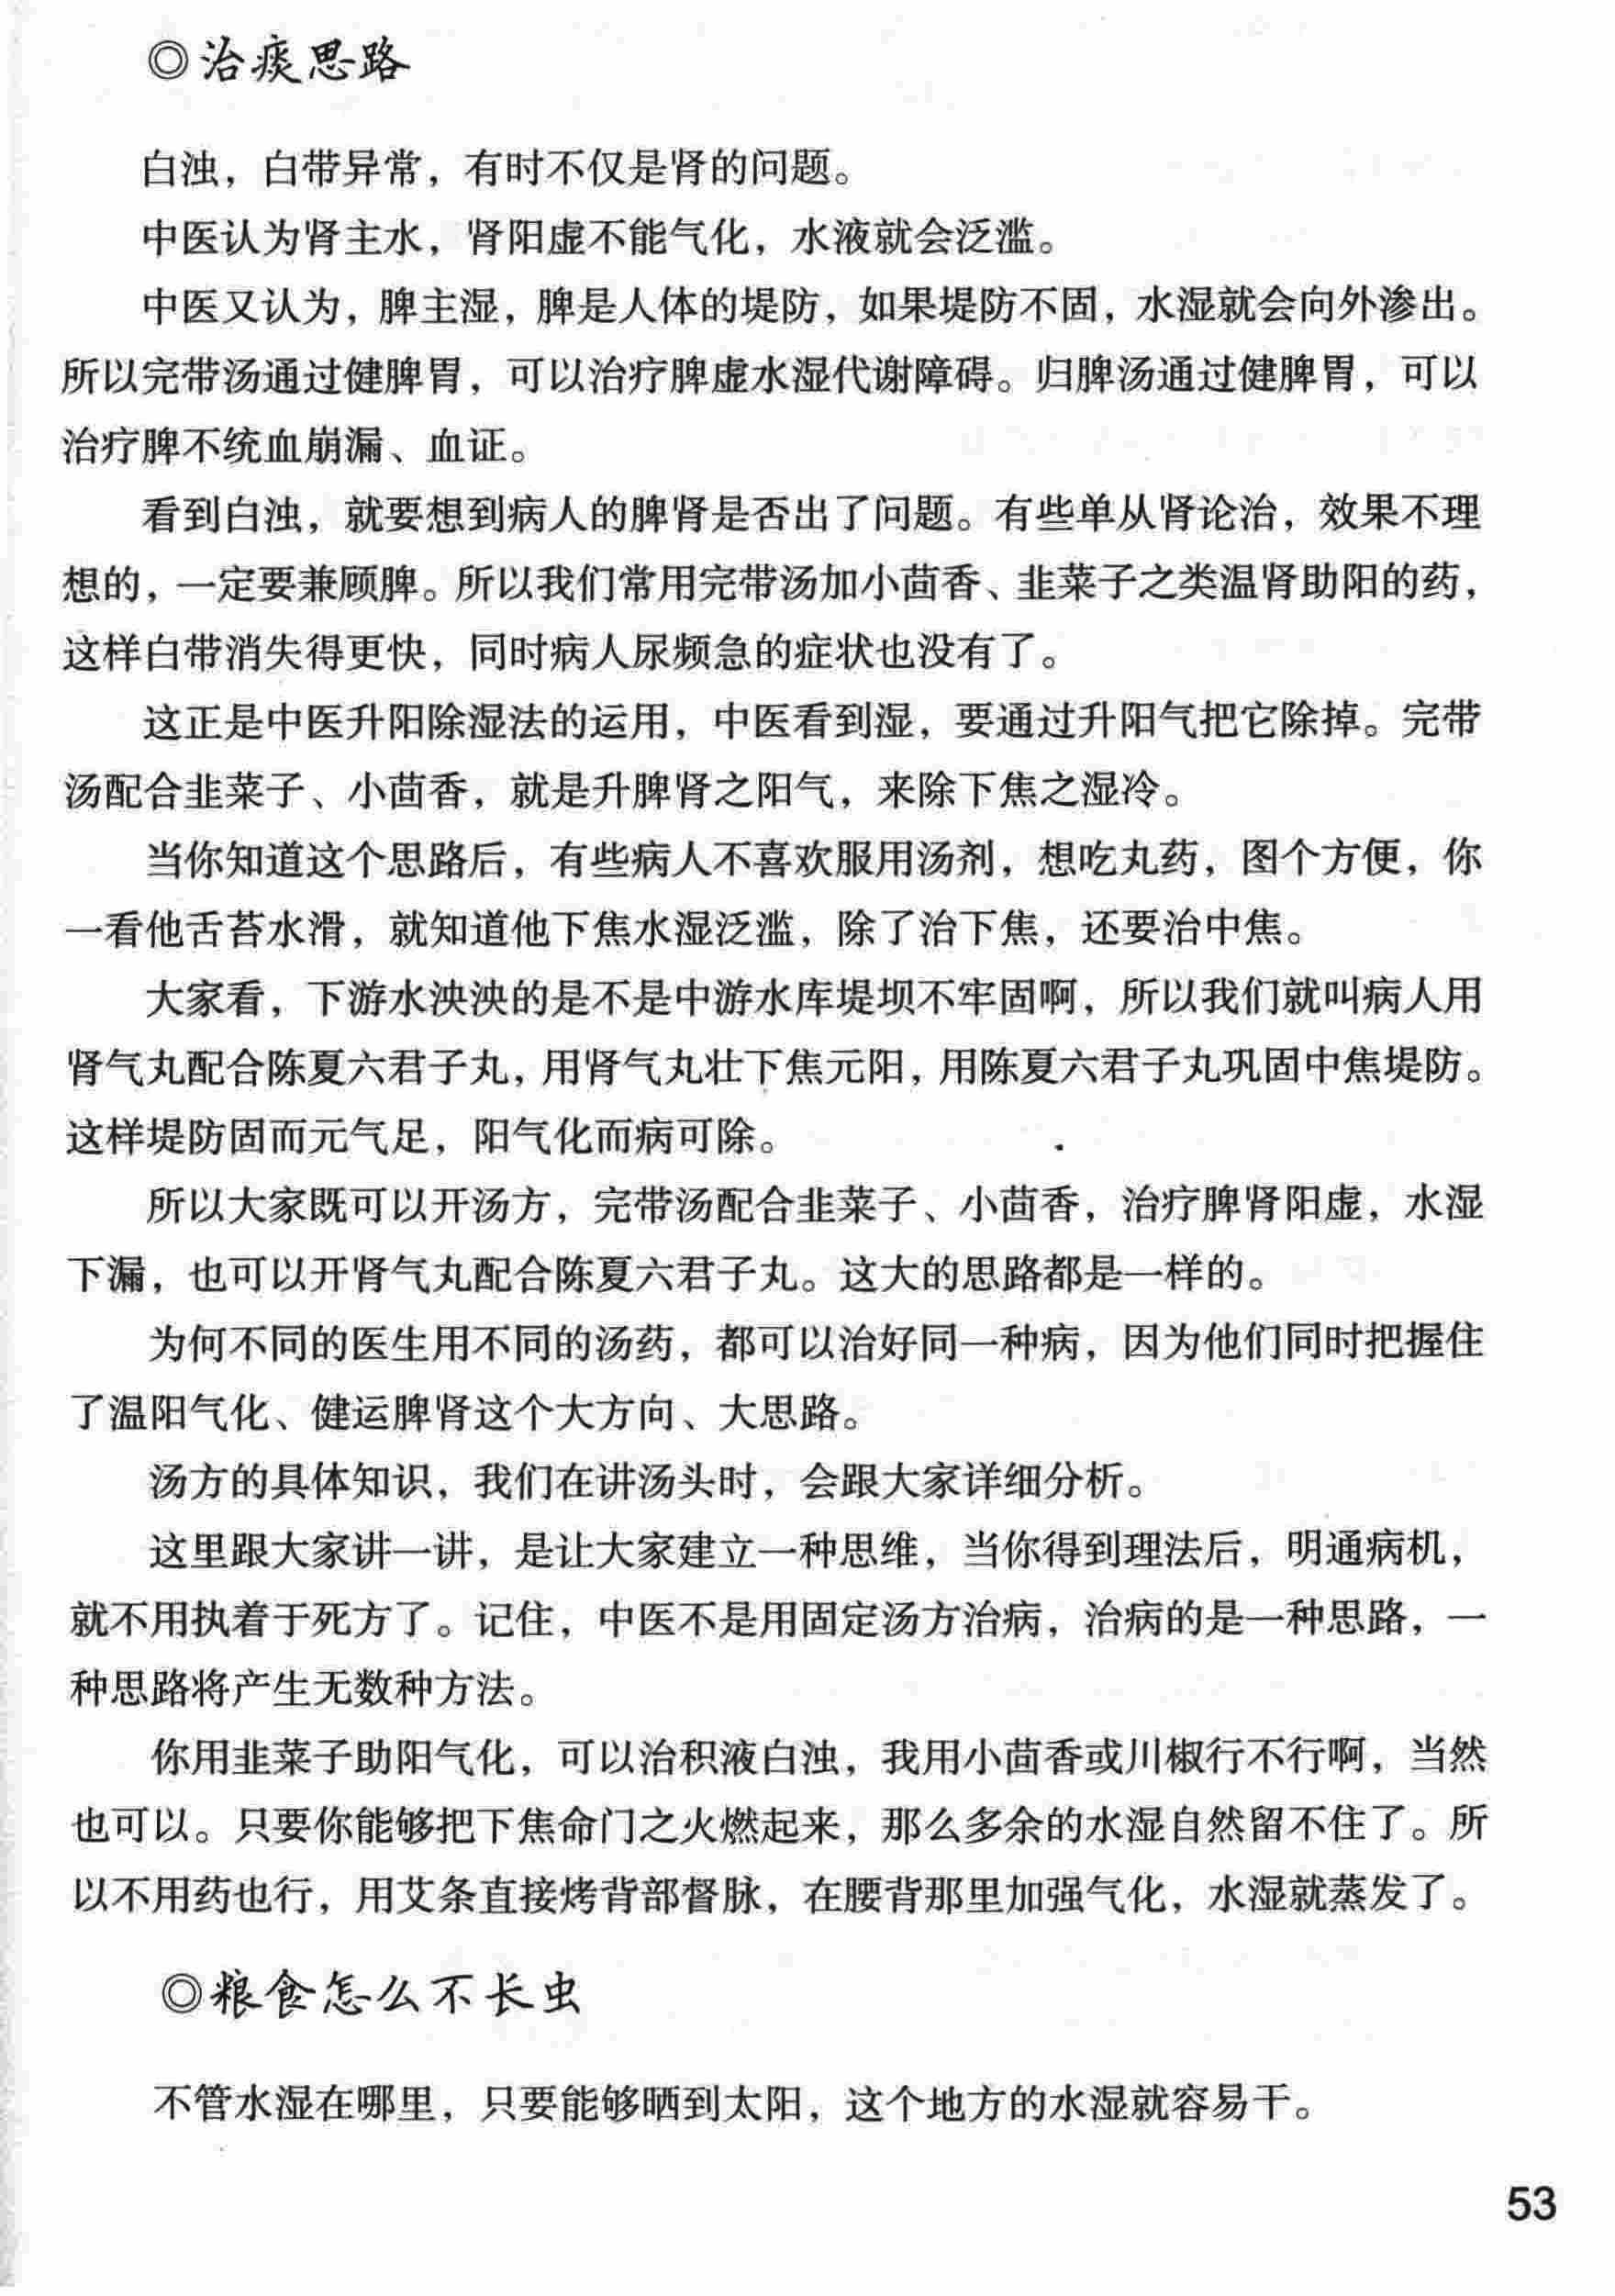 ◎治痰思路
白浊，白带异常，有时不仅是肾的问题。
中医认为肾主水，肾阳虚不能气化，水液就会泛滥。
中医又认为，脾主湿，脾是人体的堤防，如果堤防不固，水湿就会向外渗出。
所以完带汤通过健脾胃，可以治疗脾虚水湿代谢障碍。归脾汤通过健脾胃，可以
治疗脾不统血崩漏、血证。
看到白浊，就要想到病人的脾肾是否出了问题。有些单从肾论治，效果不理
想的，一定要兼顾脾。所以我们常用完带汤加小茴香、韭菜子之类温肾助阳的药，
这样白带消失得更快，同时病人尿频急的症状也没有了。
这正是中医升阳除湿法的运用，中医看到湿，要通过升阳气把它除掉。完带
汤配合韭菜子、小茴香，就是升脾肾之阳气，来除下焦之湿冷。
当你知道这个思路后，有些病人不喜欢服用汤剂，想吃丸药，图个方便，你
一看他舌苔水滑，就知道他下焦水湿泛滥，除了治下焦，还要治中焦。
大家看，下游水泱泱的是不是中游水库堤坝不牢固啊，所以我们就叫病人用
肾气丸配合陈夏六君子丸，用肾气丸壮下焦元阳，用陈夏六君子丸巩固中焦堤防。
这样堤防固而元气足，阳气化而病可除。
所以大家既可以开汤方，完带汤配合韭菜子、小茴香，治疗脾肾阳虚，水湿
下漏，也可以开肾气丸配合陈夏六君子丸。这大的思路都是一样的。
为何不同的医生用不同的汤药，都可以治好同一种病，因为他们同时把握住
了温阳气化、健运脾肾这个大方向、大思路。
汤方的具体知识，我们在讲汤头时，会跟大家详细分析。
这里跟大家讲一讲，是让大家建立一种思维，当你得到理法后，明通病机，
就不用执着于死方了。记住，中医不是用固定汤方治病，治病的是一种思路，一
种思路将产生无数种方法。
你用韭菜子助阳气化，可以治积液白浊，我用小茴香或川椒行不行啊，当然
也可以。只要你能够把下焦命门之火燃起来，那么多余的水湿自然留不住了。所
以不用药也行，用艾条直接烤背部督脉，在腰背那里加强气化，水湿就蒸发了。
◎粮食怎么不长虫
不管水湿在哪里，只要能够晒到太阳，这个地方的水湿就容易干。
53